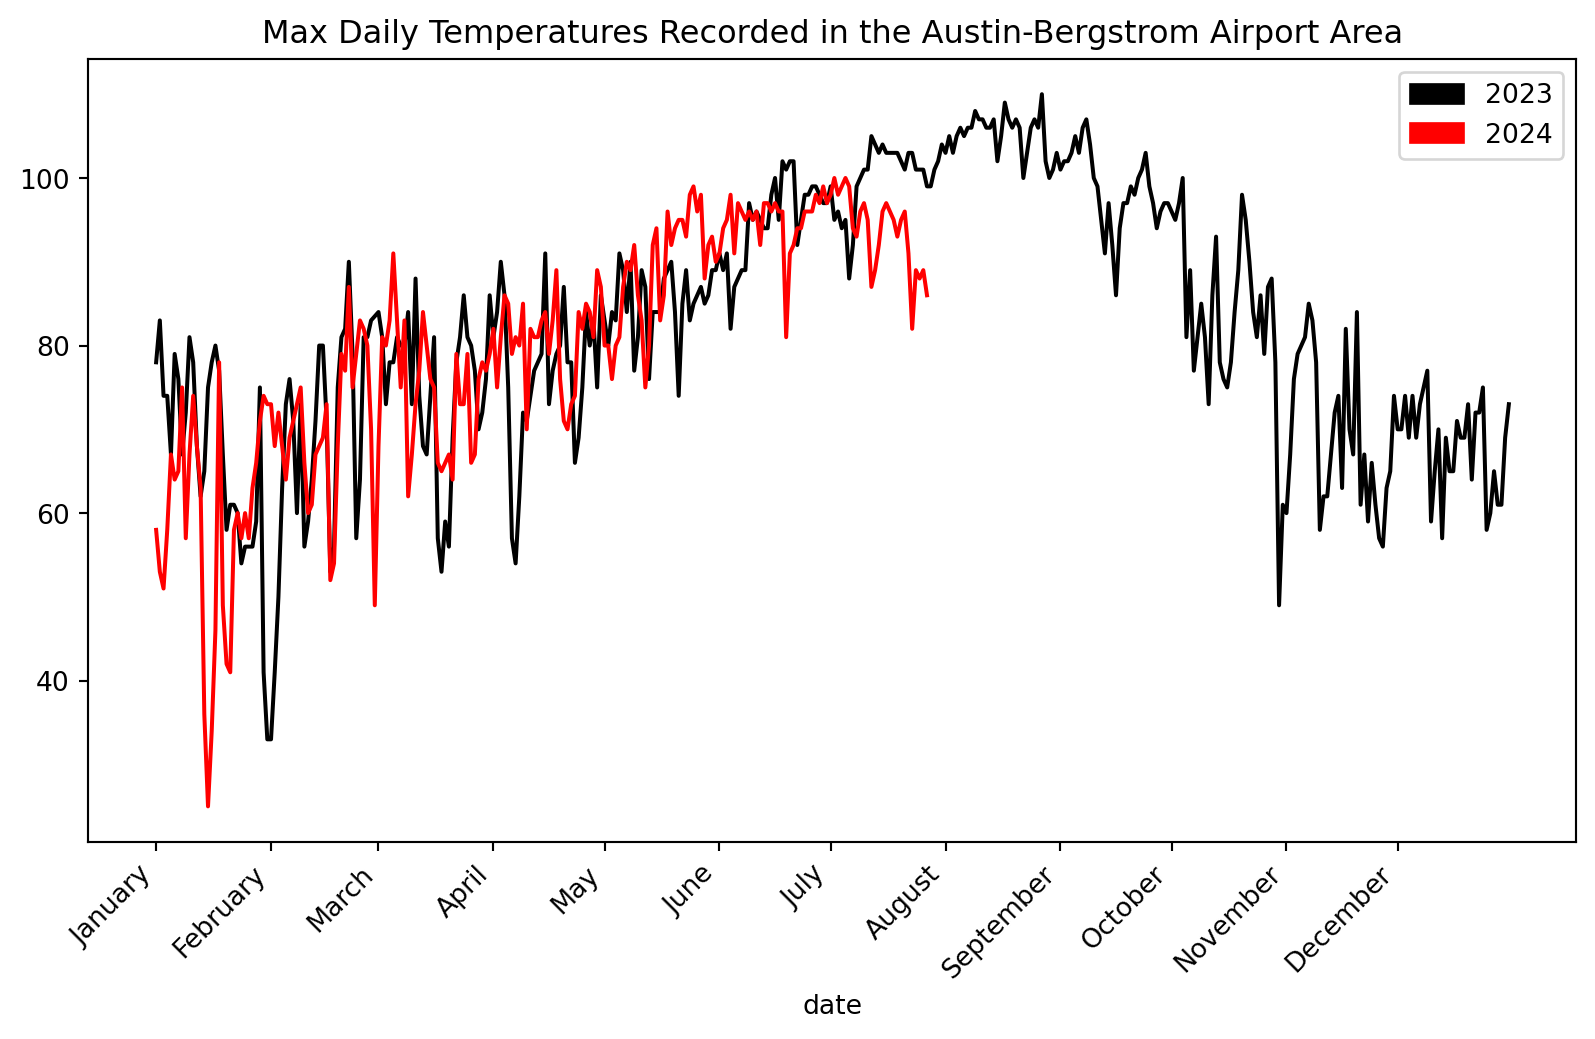 Max Daily Temperatures Recorded in the Austin-Bergstrom Airport Area
2023
2024
100
80
60
40
January
February
March
April
May
June
July
August
September
October
November
December
date